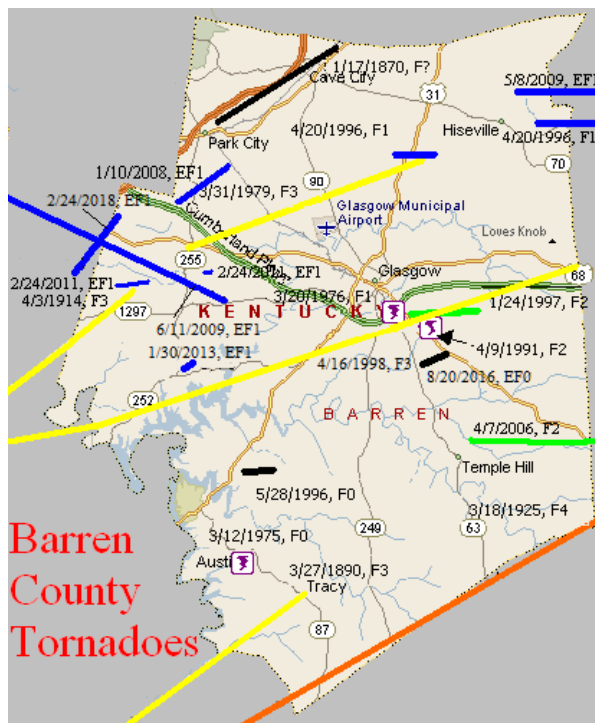 1/17/1870, F?
Cave City
5/8/2009, EF1
31
4/20/1996, F1
Hiseville
4/20/1996, F1
Park City
70
1/10/2008, EF1
3/31/1979, F3
90
2/24/2018, EF1
Glasgow Municipal
Airport
Cumberland
Loves Knob
255
2/24/2011, EF1
Glasgow
68
2/24/2011, EF1
4/3/1914, F3
3/20/1976, F1
1/24/1997, F2
1297
KENTUCKY
6/11/2009, EF1
4/9/1991, F2
1/30/2013, EF1
4/16/1998, F3
8/20/2016, EF0
252
BARREN
4/7/2006, F2
Temple Hill
5/28/1996, F0
3/18/1925, F4
Barren
County
Tornadoes
249
63
3/12/1975, F0
Austi
3/27/1890, F3
Tracy
87